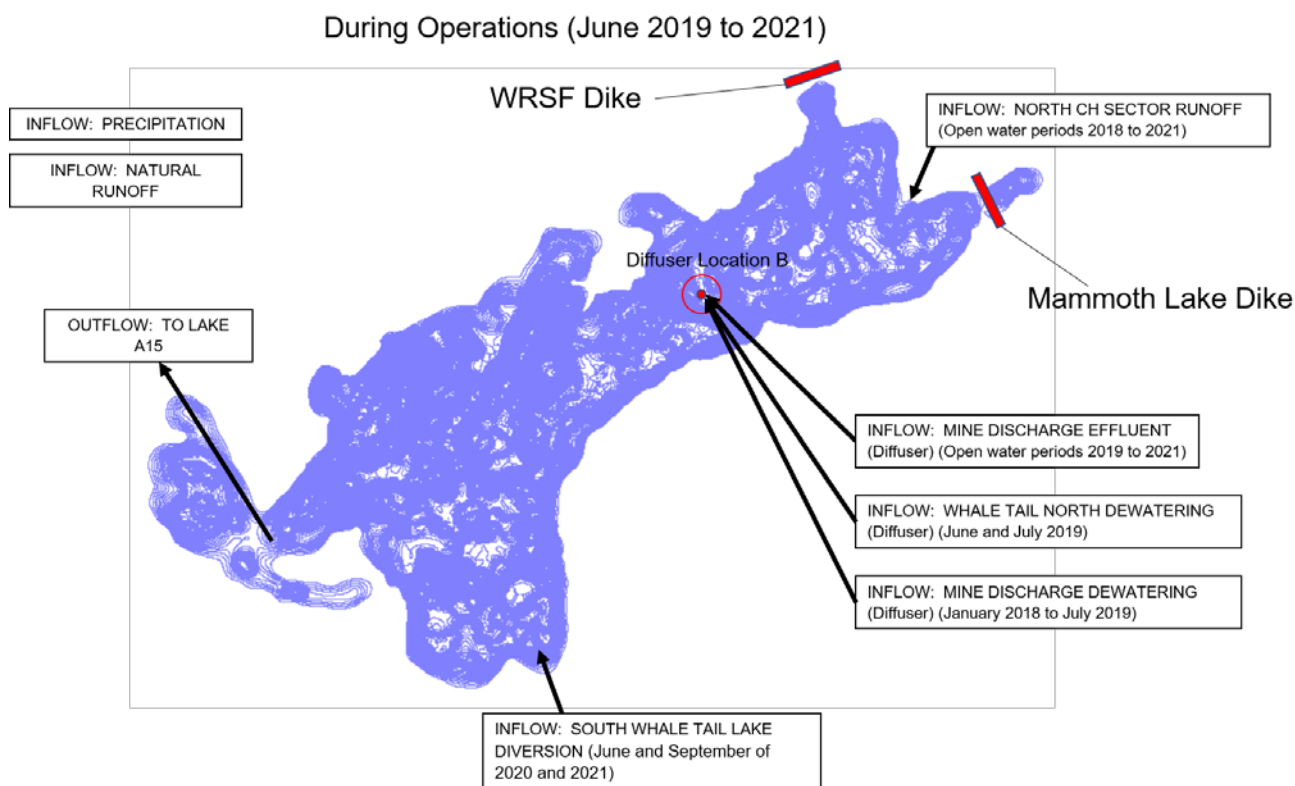 During Operations (June 2019 to 2021)
WRSF Dike
INFLOW: PRECIPITATION
INFLOW: NATURAL
RUNOFF
INFLOW: NORTH CH SECTOR RUNOFF
(Open water periods 2018 to 2021)
Diffuser Location B
Mammoth Lake Dike
OUTFLOW: TO LAKE
A15
INFLOW: MINE DISCHARGE EFFLUENT
(Diffuser) (Open water periods 2019 to 2021)
INFLOW: WHALE TAIL NORTH DEWATERING
(Diffuser) (June and July 2019)
INFLOW: MINE DISCHARGE DEWATERING
(Diffuser) (January 2018 to July 2019)
INFLOW: SOUTH WHALE TAIL LAKE
DIVERSION (June and September of
2020 and 2021)